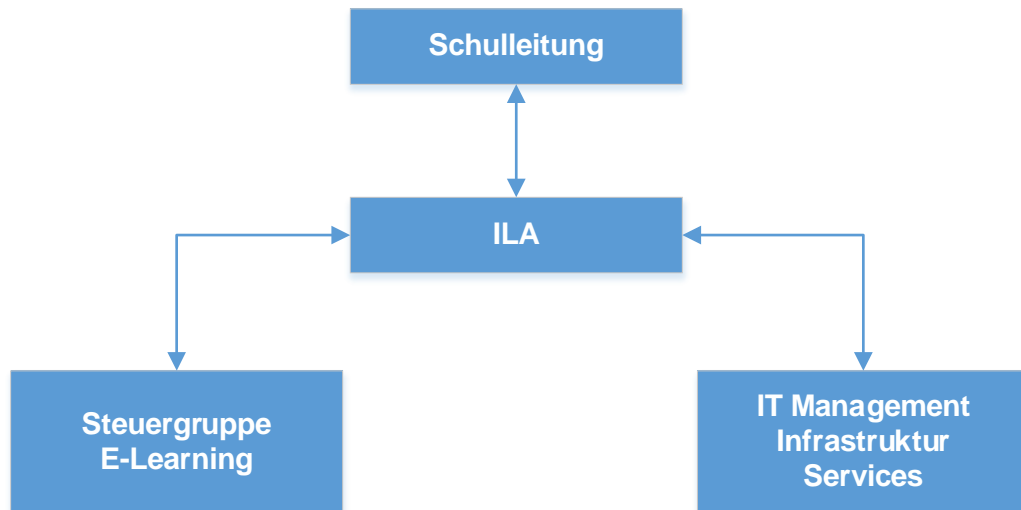 Schulleitung
ILA
Steuergruppe
E-Learning
IT Management
Infrastruktur
Services